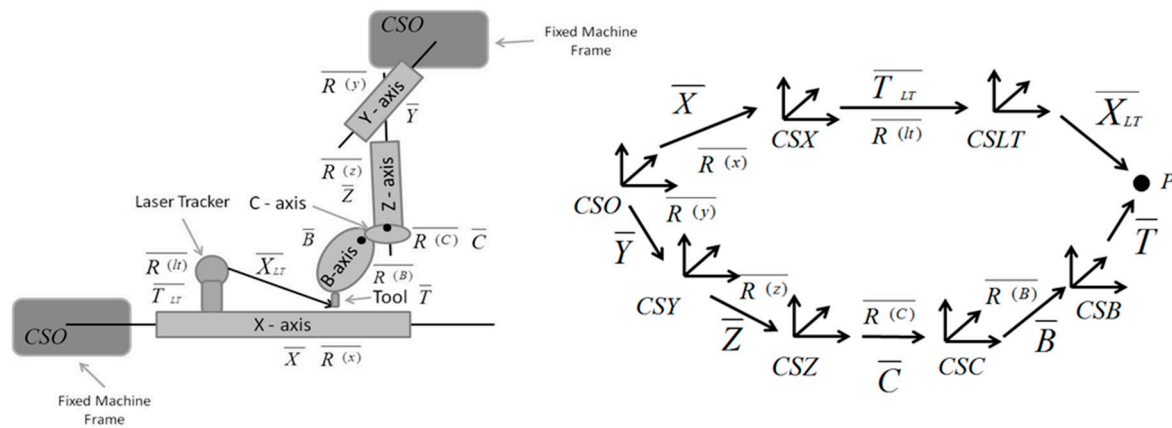 CSO
Fixed Machine
Frame
R (y)
Y - axis
Y
R (z)
Z
Z - axis
Laser Tracker
C - axis
B
R (C) C
B-axis
R (lt)
X LT
R (B)
T LT
Tool T
X - axis
CSO
X R (x)
Fixed Machine
Frame
X
T LT
X LT
R (x)
CSX
R (lt)
CSLT
P
CSO
R (y)
Y
T
CSY
R (z)
R (C)
R (B)
CSB
Z
B
CSZ
C
CSC